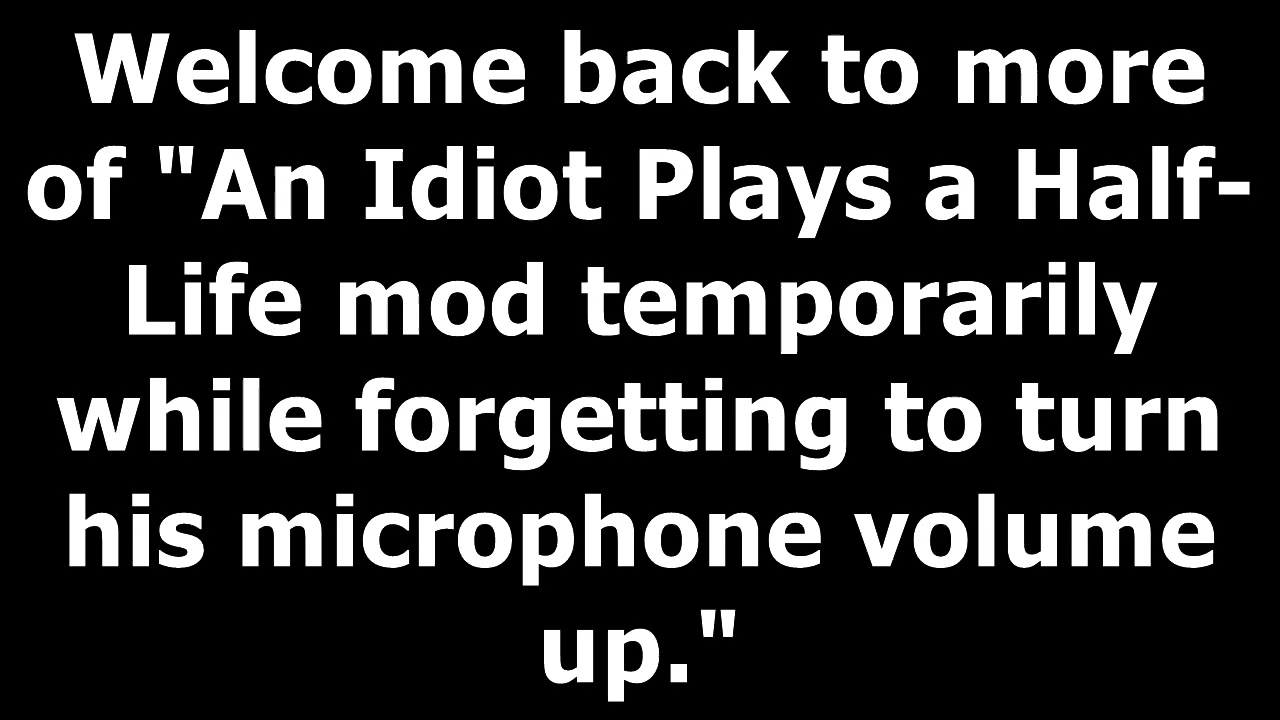 Welcome back to more
of "An Idiot Plays a Half-
Life mod temporarily
while forgetting to turn
his microphone volume
up."